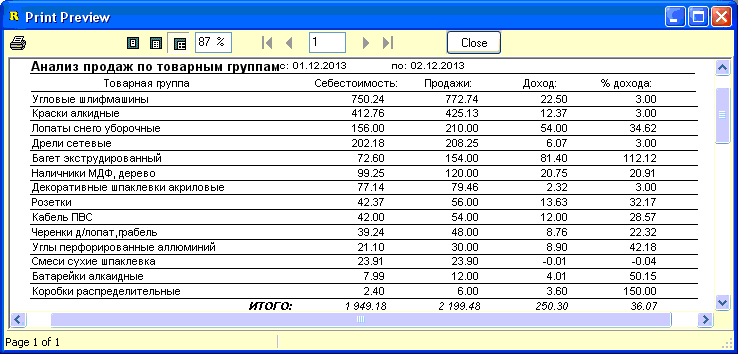 Print Preview
87 % 1 Close
Анализ продаж по товарным группам с: 01.12.2013 по: 02.12.2013
Товарная группа Себестоимость: Продажи: Доход: % дохода:
Угловые шлифмашины 750.24 772.74 22.50 3.00
Краски алкидные 412.76 425.13 12.37 3.00
Лопаты снего уборочные 156.00 210.00 54.00 34.62
Дрели сетевые 202.18 208.25 6.07 3.00
Багет экструдированный 72.60 154.00 81.40 112.12
Наличники МДФ, дерево 99.25 120.00 20.75 20.91
Декоративные шпаклевки акриловые 77.14 79.46 2.32 3.00
Розетки 42.37 56.00 13.63 32.17
Кабель ПВС 42.00 54.00 12.00 28.57
Черенки д/лопат,грабель 39.24 48.00 8.76 22.32
Углы перфорированные аллюминий 21.10 30.00 8.90 42.18
Смеси сухие шпаклевка 23.91 23.90 -0.01 -0.04
Батарейки алкаидные 7.99 12.00 4.01 50.15
Коробки распределительные 2.40 6.00 3.60 150.00
ИТОГО: 1 949.18 2 199.48 250.30 36.07
Page 1 of 1